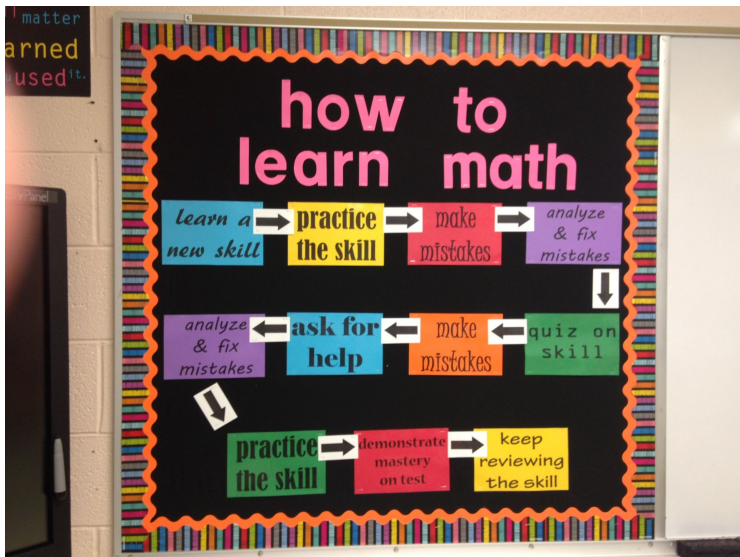 matter
arned
used it.
how to
learn math
learn a
new skill
practice
the skill
make
mistakes
analyze
& fix
mistakes
quiz on
skill
make
mistakes
ask for
help
analyze
& fix
mistakes
practice
the skill
demonstrate
mastery
on test
keep
reviewing
the skill